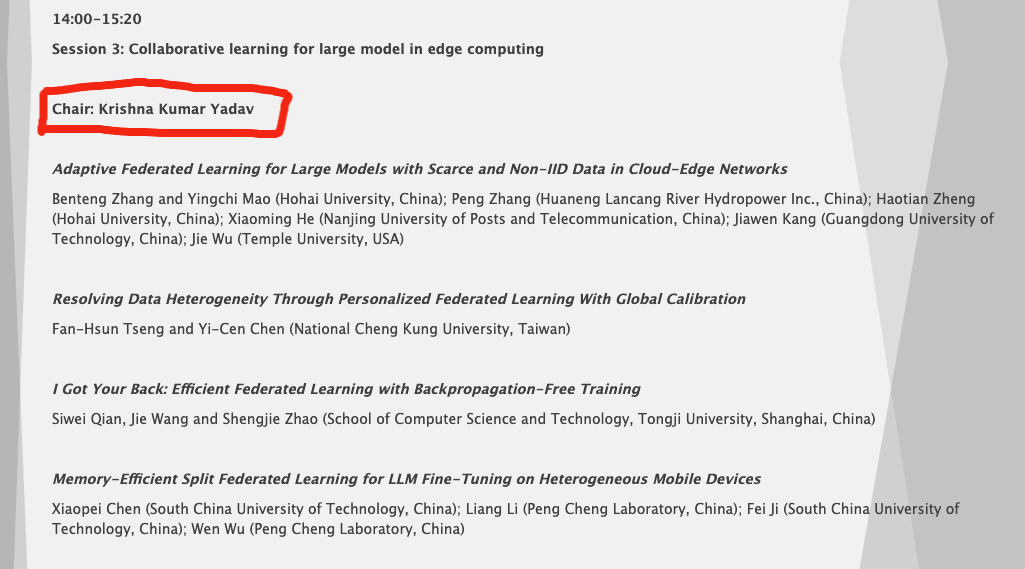 14:00-15:20
Session 3: Collaborative learning for large model in edge computing
Chair: Krishna Kumar Yadav
Adaptive Federated Learning for Large Models with Scarce and Non-IID Data in Cloud-Edge Networks
Benteng Zhang and Yingchi Mao (Hohai University, China); Peng Zhang (Huaneng Lancang River Hydropower Inc., China); Haotian Zheng
(Hohai University, China); Xiaoming He (Nanjing University of Posts and Telecommunication, China); Jiawen Kang (Guangdong University of
Technology, China); Jie Wu (Temple University, USA)
Resolving Data Heterogeneity Through Personalized Federated Learning With Global Calibration
Fan-Hsun Tseng and Yi-Cen Chen (National Cheng Kung University, Taiwan)
I Got Your Back: Efficient Federated Learning with Backpropagation-Free Training
Siwei Qian, Jie Wang and Shengjie Zhao (School of Computer Science and Technology, Tongji University, Shanghai, China)
Memory-Efficient Split Federated Learning for LLM Fine-Tuning on Heterogeneous Mobile Devices
Xiaopei Chen (South China University of Technology, China); Liang Li (Peng Cheng Laboratory, China); Fei Ji (South China University of
Technology, China); Wen Wu (Peng Cheng Laboratory, China)